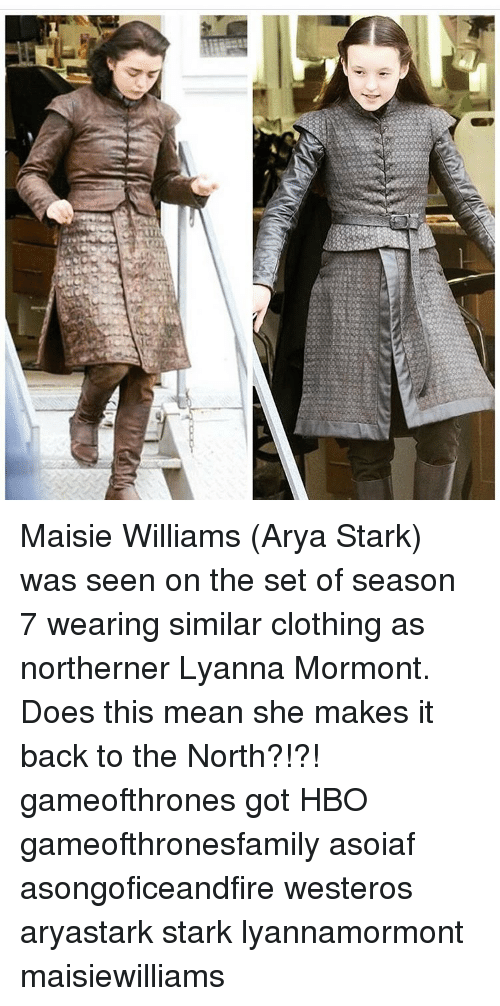 Maisie Williams (Arya Stark)
was seen on the set of season
7 wearing similar clothing as
northerner Lyanna Mormont.
Does this mean she makes it
back to the North?!?!
gameofthrones got HBO
gameofthronesfamily asoiaf
asongoficeandfire westeros
aryastark stark lyannamormont
maisiewilliams